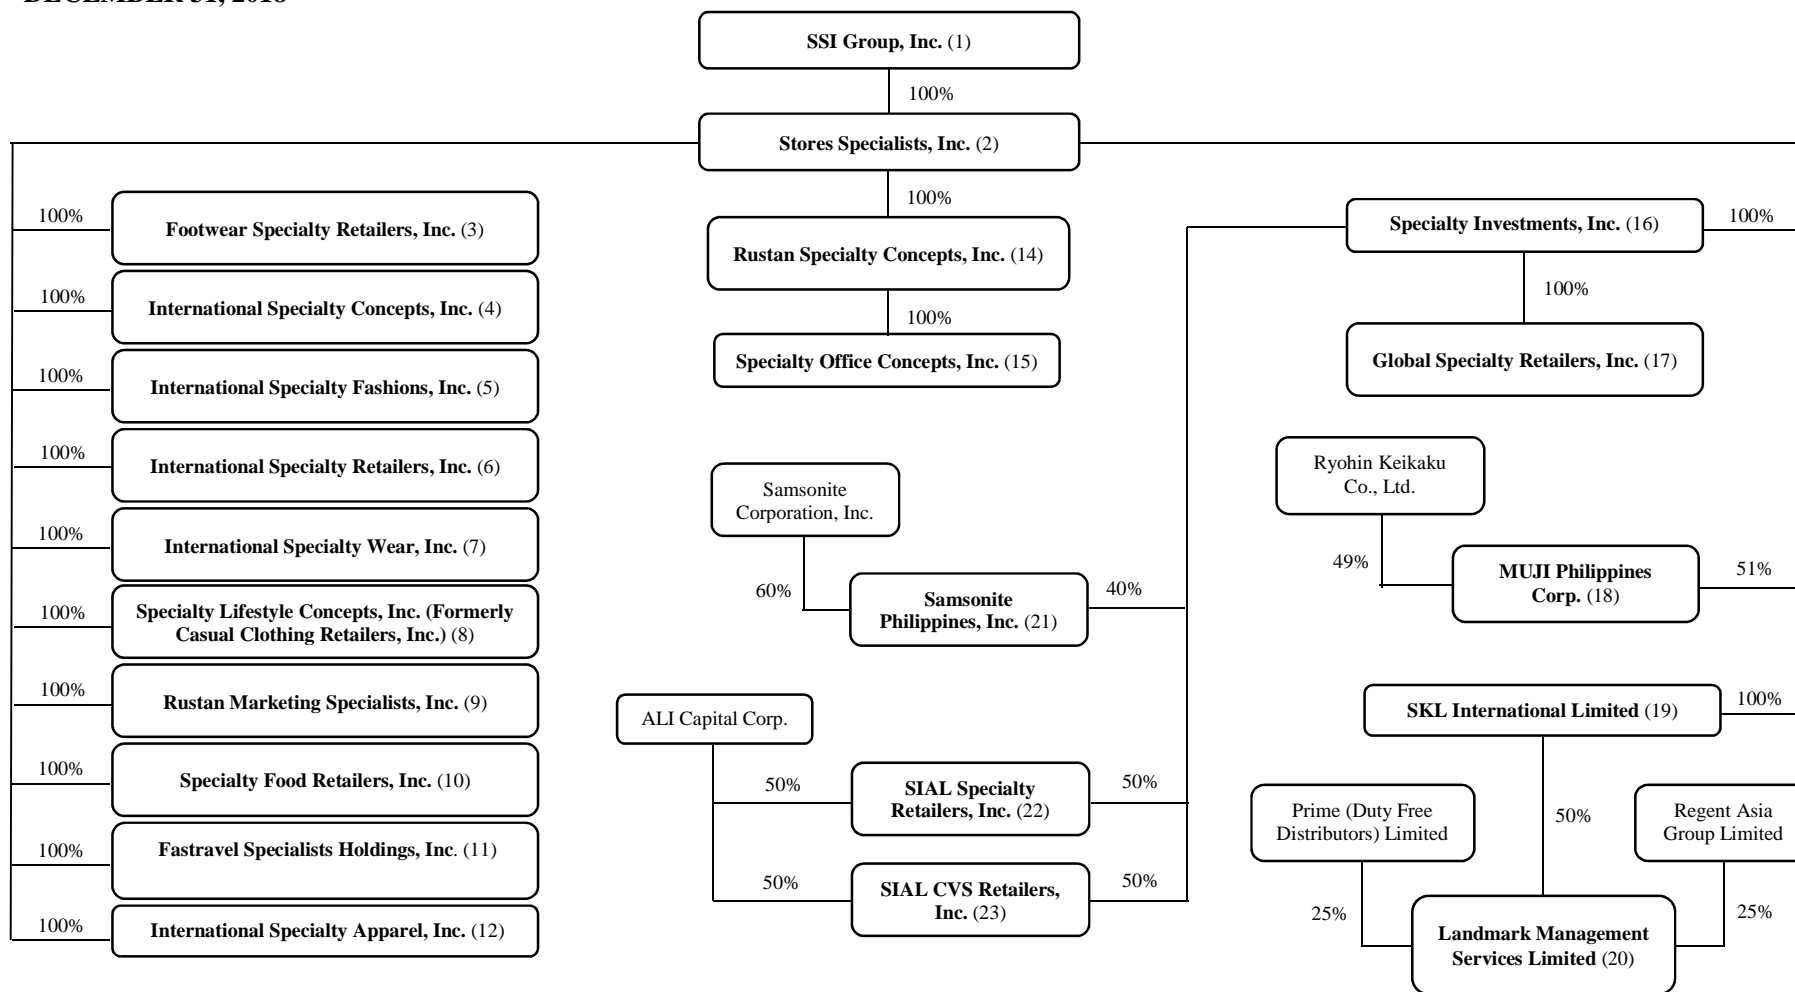 DECEMBER 31,
SSI Group, Inc. (1)
100%
Stores Specialists, Inc. (2)
100%
Footwear Specialty Retailers, Inc. (3)
100%
International Specialty Concepts, Inc. (4)
100%
International Specialty Fashions, Inc. (5)
100%
International Specialty Retailers, Inc. (6)
100%
International Specialty Wear, Inc. (7)
100%
Specialty Lifestyle Concepts, Inc. (Formerly
Casual Clothing Retailers, Inc.) (8)
100%
Rustan Marketing Specialists, Inc. (9)
100%
Specialty Food Retailers, Inc. (10)
100%
Fastravel Specialists Holdings, Inc. (11)
100%
International Specialty Apparel, Inc. (12)
100%
Rustan Specialty Concepts, Inc. (14)
100%
Specialty Office Concepts, Inc. (15)
Samsonite
Corporation, Inc.
60%
Samsonite
Philippines, Inc. (21)
40%
ALI Capital Corp.
50%
SIAL Specialty
Retailers, Inc. (22)
50%
50%
SIAL CVS Retailers,
Inc. (23)
50%
Specialty Investments, Inc. (16)
100%
100%
Global Specialty Retailers, Inc. (17)
Ryohin Keikaku
Co., Ltd.
49%
MUJI Philippines
Corp. (18)
51%
SKL International Limited (19)
100%
Prime (Duty Free
Distributors) Limited
50%
Regent Asia
Group Limited
25%
Landmark Management
Services Limited (20)
25%